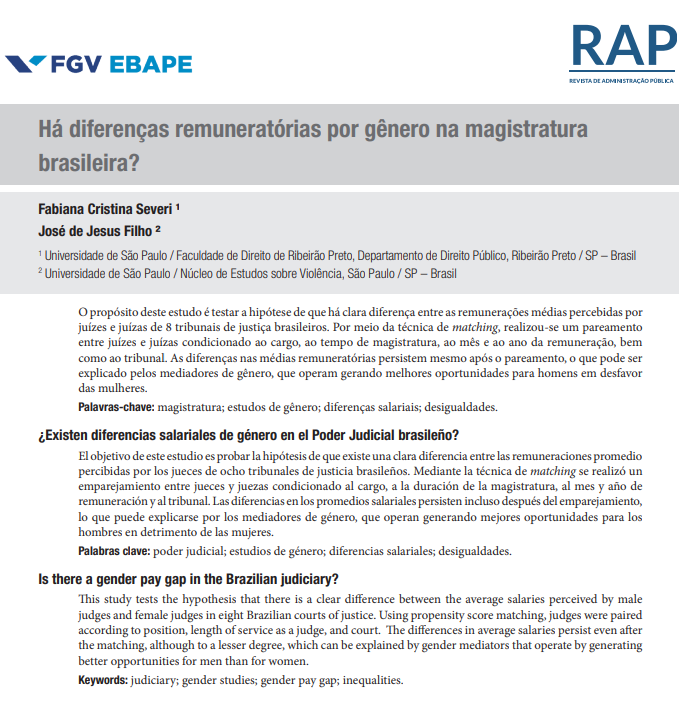 FGV EBAPE
RAP
REVISTA DE ADMINISTRAÇÃO PÚBLICA
Há diferenças remuneratórias por gênero na magistratura
brasileira?
Fabiana Cristina Severi ¹
José de Jesus Filho ²
¹ Universidade de São Paulo / Faculdade de Direito de Ribeirão Preto, Departamento de Direito Público, Ribeirão Preto / SP – Brasil
² Universidade de São Paulo / Núcleo de Estudos sobre Violência, São Paulo / SP – Brasil
O propósito deste estudo é testar a hipótese de que há clara diferença entre as remunerações médias percebidas por
juízes e juízas de 8 tribunais de justiça brasileiros. Por meio da técnica de matching, realizou-se um pareamento
entre juízes e juízas condicionado ao cargo, ao tempo de magistratura, ao mês e ao ano da remuneração, bem
como ao tribunal. As diferenças nas médias remuneratórias persistem mesmo após o pareamento, o que pode ser
explicado pelos mediadores de gênero, que operam gerando melhores oportunidades para homens em desfavor
das mulheres.
Palavras-chave: magistratura; estudos de gênero; diferenças salariais; desigualdades.
¿Existen diferencias salariales de género en el Poder Judicial brasileño?
El objetivo de este estudio es probar la hipótesis de que existe una clara diferencia entre las remuneraciones promedio
percibidas por los jueces de ocho tribunales de justicia brasileños. Mediante la técnica de matching se realizó un
emparejamiento entre jueces y juezas condicionado al cargo, a la duración de la magistratura, al mes y año de
remuneración y al tribunal. Las diferencias en los promedios salariales persisten incluso después del emparejamiento,
lo que puede explicarse por los mediadores de género, que operan generando mejores oportunidades para los
hombres en detrimento de las mujeres.
Palabras clave: poder judicial; estudios de género; diferencias salariales; desigualdades.
Is there a gender pay gap in the Brazilian judiciary?
This study tests the hypothesis that there is a clear difference between the average salaries perceived by male
judges and female judges in eight Brazilian courts of justice. Using propensity score matching, judges were paired
according to position, length of service as a judge, and court. The differences in average salaries persist even after
the matching, although to a lesser degree, which can be explained by gender mediators that operate by generating
better opportunities for men than for women.
Keywords: judiciary; gender studies; gender pay gap; inequalities.